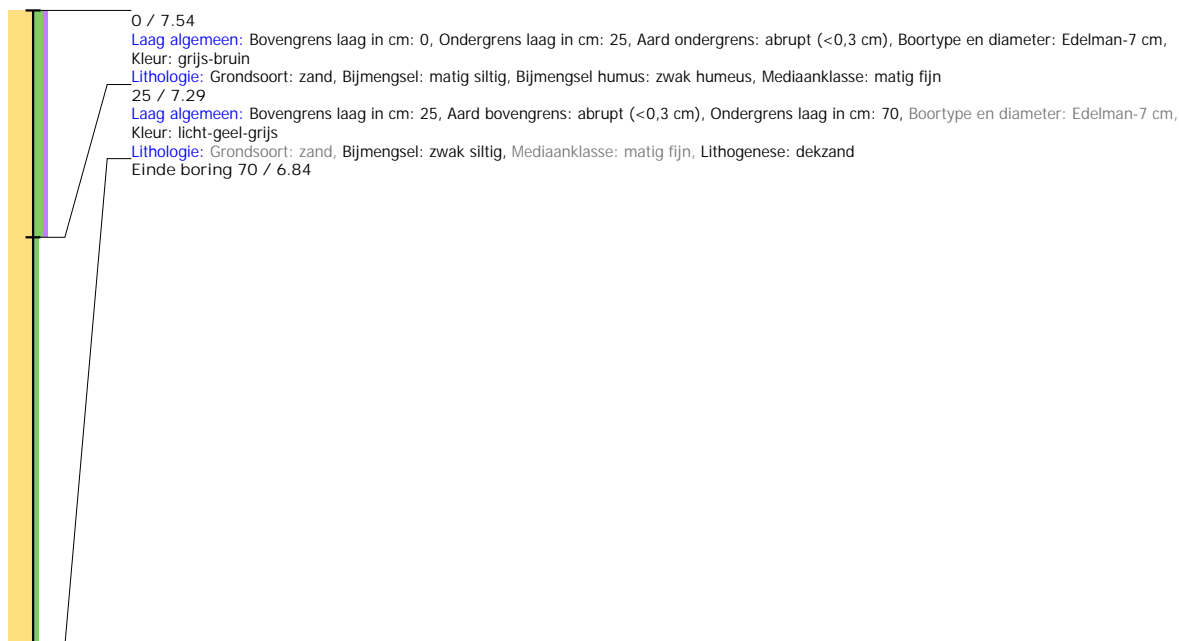 0 / 7.54
Laag algemeen: Bovengrens laag in cm: 0, Ondergrens laag in cm: 25, Aard ondergrens: abrupt (<0,3 cm), Boortype en diameter: Edelman-7 cm,
Kleur: grijs-bruin
Lithologie: Grondsoort: zand, Bijmengsel: matig siltig, Bijmengsel humus: zwak humeus, Mediaanklasse: matig fijn
25 / 7.29
Laag algemeen: Bovengrens laag in cm: 25, Aard bovengrens: abrupt (<0,3 cm), Ondergrens laag in cm: 70, Boortype en diameter: Edelman-7 cm,
Kleur: licht-geel-grijs
Lithologie: Grondsoort: zand, Bijmengsel: zwak siltig, Mediaanklasse: matig fijn, Lithogenese: dekzand
Einde boring 70 / 6.84